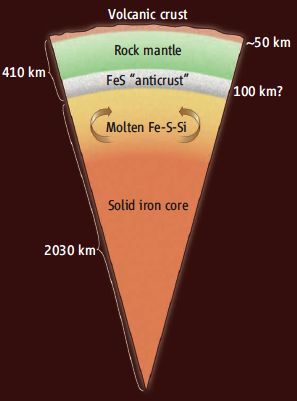 Volcanic crust
Rock mantle
~50 km
410 km
FeS “anticrust“
100 km?
Molten Fe-S-Si
Solid iron core
2030 km